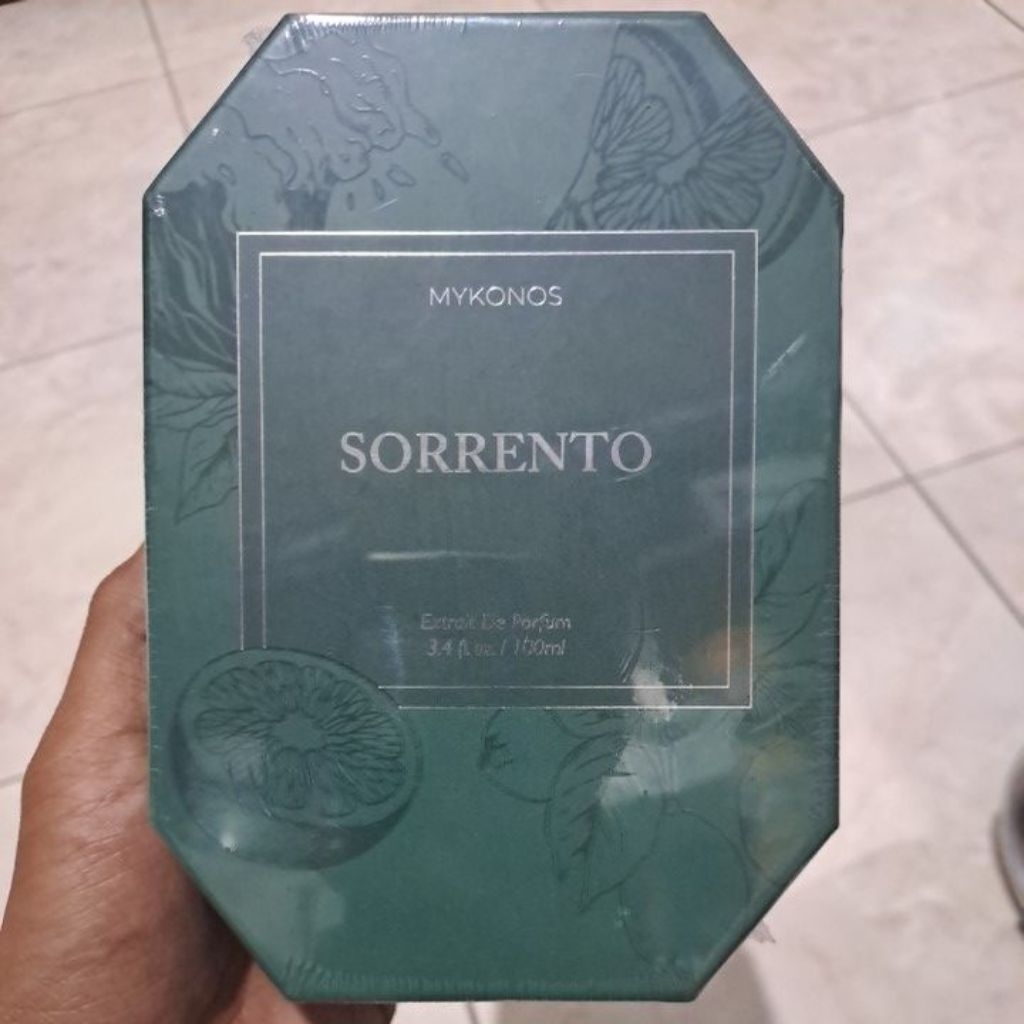 MYKONOS
SORRENTO
Extrait De Parfum
3.4 fl.oz. / 100ml